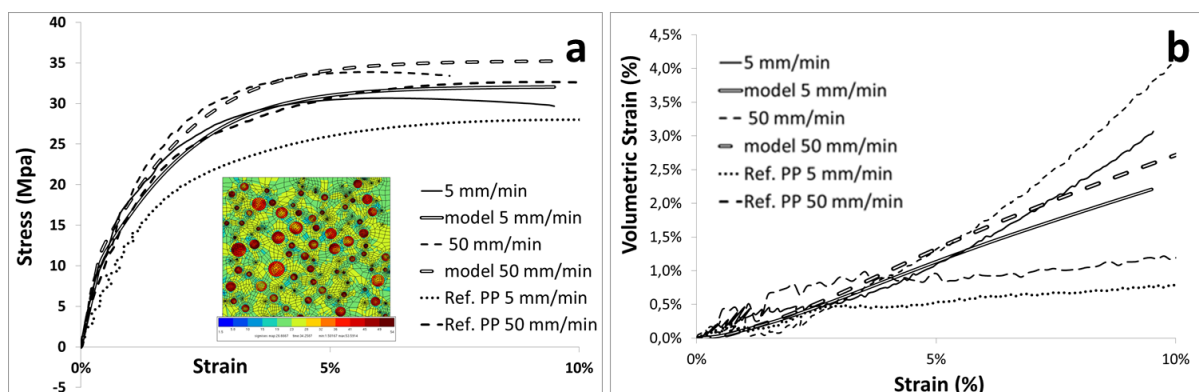 40
35
30
25
20
15
10
5
0
-5
Stress (Mpa)
a
5 mm/min
model 5 mm/min
50 mm/min
model 50 mm/min
Ref. PP 5 mm/min
Ref. PP 50 mm/min
0%
Strain
5%
10%
4,5%
4,0%
3,5%
3,0%
2,5%
2,0%
1,5%
1,0%
0,5%
0,0%
Volumetric Strain (%)
b
5 mm/min
model 5 mm/min
50 mm/min
model 50 mm/min
Ref. PP 5 mm/min
Ref. PP 50 mm/min
0%
5%
10%
Strain (%)